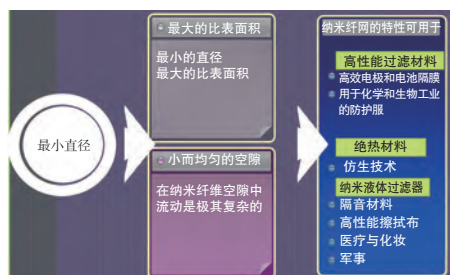 最小直径
最大的比表面积
最小的直径
最大的比表面积
小而均匀的空隙
在纳米纤维空隙中
流动是极其复杂的
纳米纤网的特性可用于
高性能过滤材料
高效电极和电池隔膜
用于化学和生物工业
的防护服
绝热材料
仿生技术
纳米液体过滤器
隔音材料
高性能擦拭布
医疗与化妆
军事